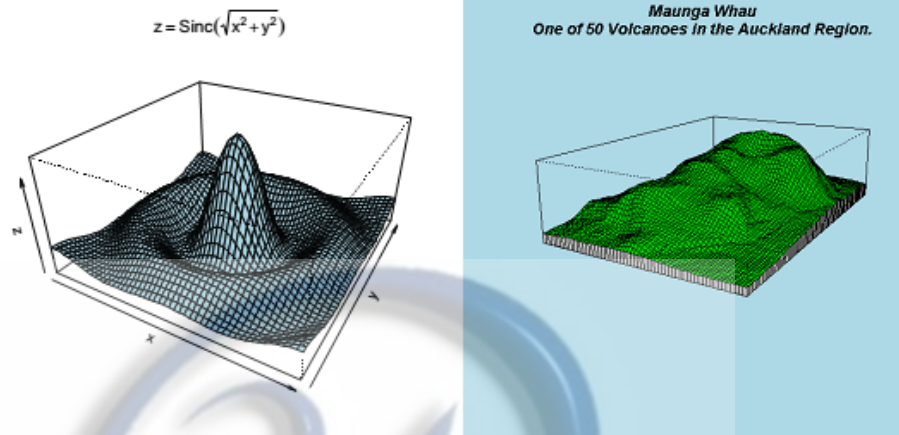 z = Sinc(√x²+y²)
Maunga Whau
One of 50 Volcanoes in the Auckland Region.
z
x
y